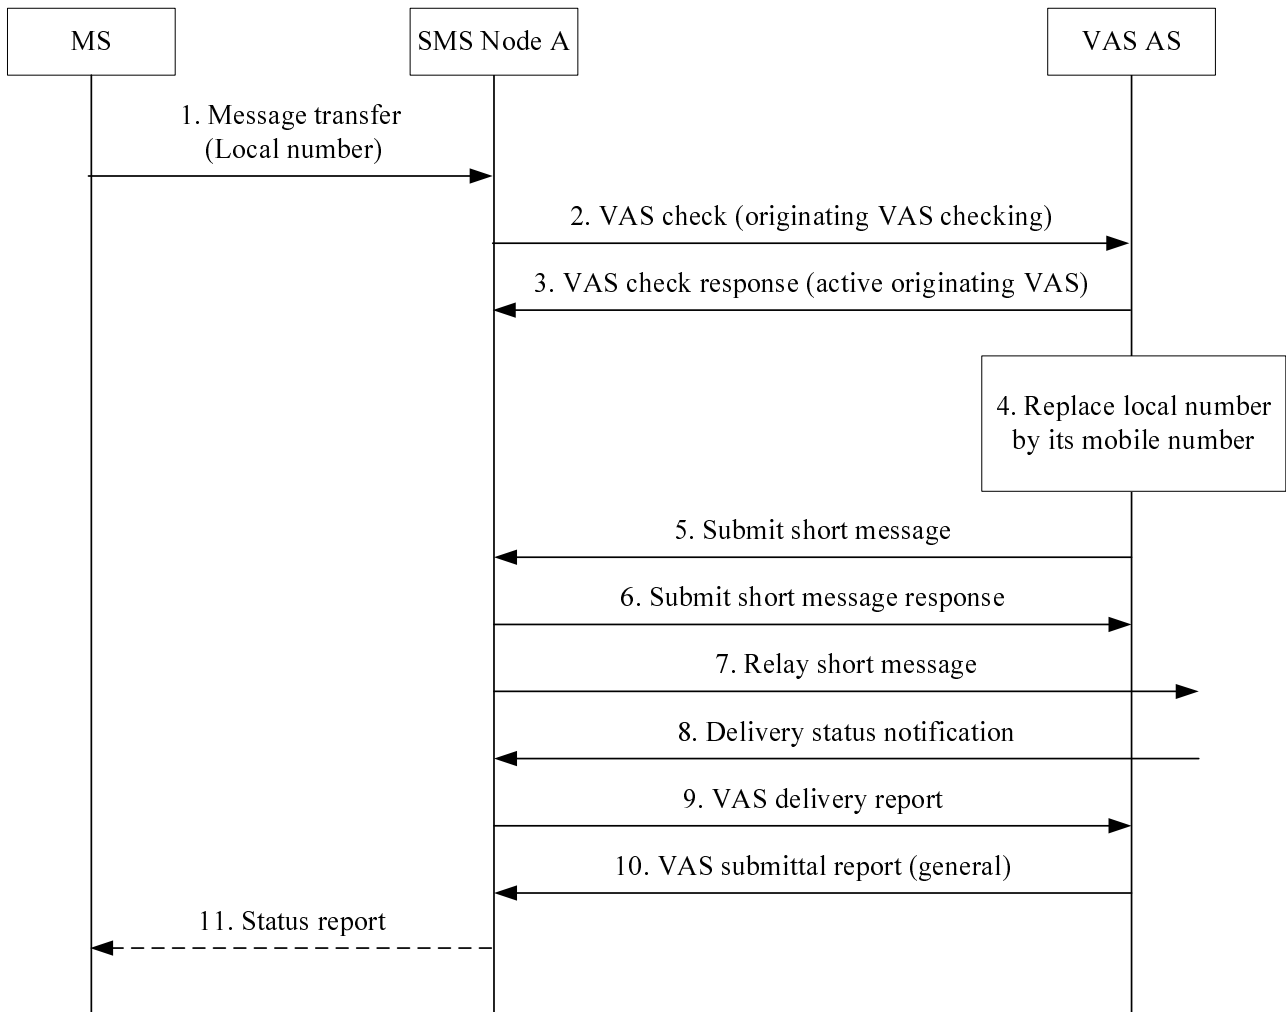 MS
SMS Node A
VAS AS
1. Message transfer
(Local number)
2. VAS check (originating VAS checking)
3. VAS check response (active originating VAS)
4. Replace local number
by its mobile number
5. Submit short message
6. Submit short message response
7. Relay short message
8. Delivery status notification
9. VAS delivery report
10. VAS submittal report (general)
11. Status report